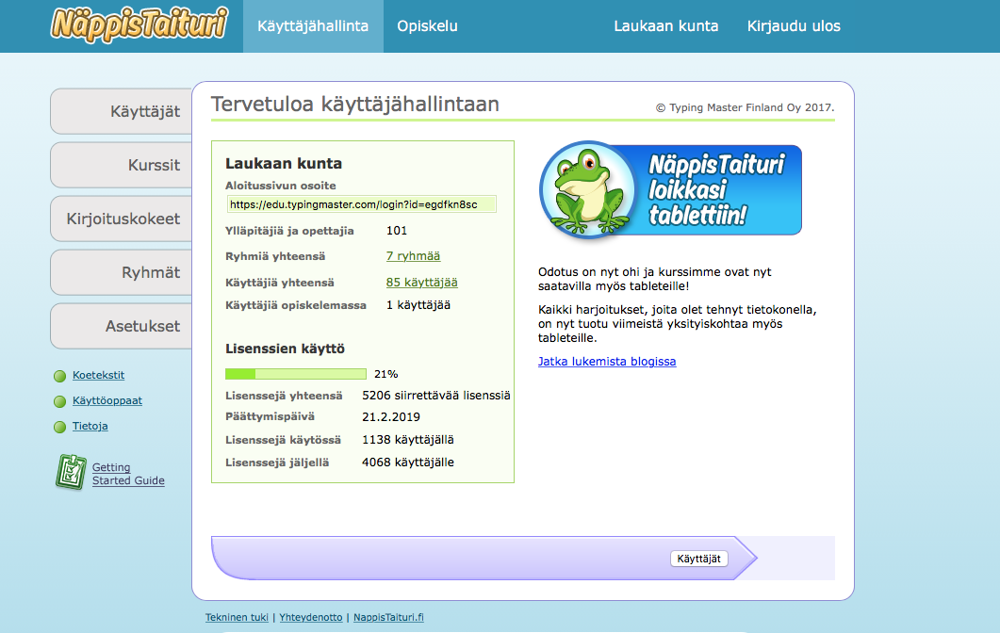 NäppisTaituri
Käyttäjähallinta
Opiskelu
Laukaan kunta
Kirjaudu ulos
Käyttäjät
Kurssit
Kirjoituskokeet
Ryhmät
Asetukset
Koetekstit
Käyttöoppaat
Tietoja
Getting
Started Guide
Tervetuloa käyttäjähallintaan
© Typing Master Finland Oy 2017.
Laukaan kunta
Aloitussivun osoite
https://edu.typingmaster.com/login?id=egdfkn8sc
Ylläpitäjiä ja opettajia 101
Ryhmiä yhteensä 7 ryhmää
Käyttäjiä yhteensä 85 käyttäjää
Käyttäjiä opiskelemassa 1 käyttäjää
Lisenssien käyttö
21%
Lisenssejä yhteensä 5206 siirrettävää lisenssiä
Päättymispäivä 21.2.2019
Lisenssejä käytössä 1138 käyttäjällä
Lisenssejä jäljellä 4068 käyttäjälle
NäppisTaituri
loikkasi
tablettiin!
Odotus on nyt ohi ja kurssimme ovat nyt
saatavilla myös tableteille!
Kaikki harjoitukset, joita olet tehnyt tietokonella,
on nyt tuotu viimeistä yksityiskohtaa myös
tableteille.
Jatka lukemista blogissa
Käyttäjät
Tekninen tuki | Yhteydenotto | NappisTaituri.fi